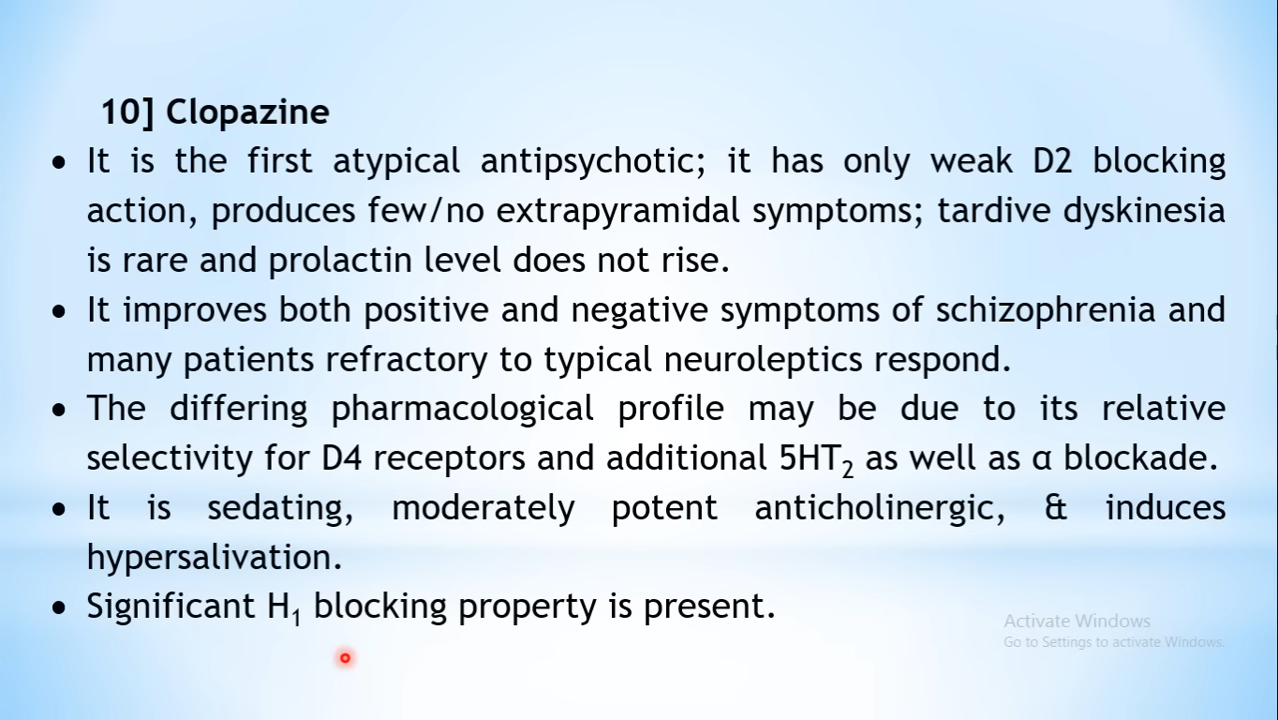 10] Clopazine
• It is the first atypical antipsychotic; it has only weak D2 blocking
action, produces few/no extrapyramidal symptoms; tardive dyskinesia
is rare and prolactin level does not rise.
• It improves both positive and negative symptoms of schizophrenia and
many patients refractory to typical neuroleptics respond.
• The differing pharmacological profile may be due to its relative
selectivity for D4 receptors and additional 5HT₂ as well as α blockade.
• It is sedating, moderately potent anticholinergic, & induces
hypersalivation.
• Significant H₁ blocking property is present.
Activate Windows
Go to Settings to activate Windows.